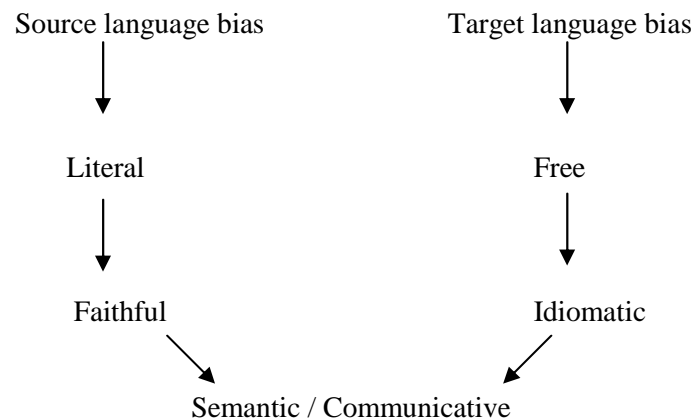 Source language bias Target language bias
Literal Free
Faithful Idiomatic
Semantic / Communicative